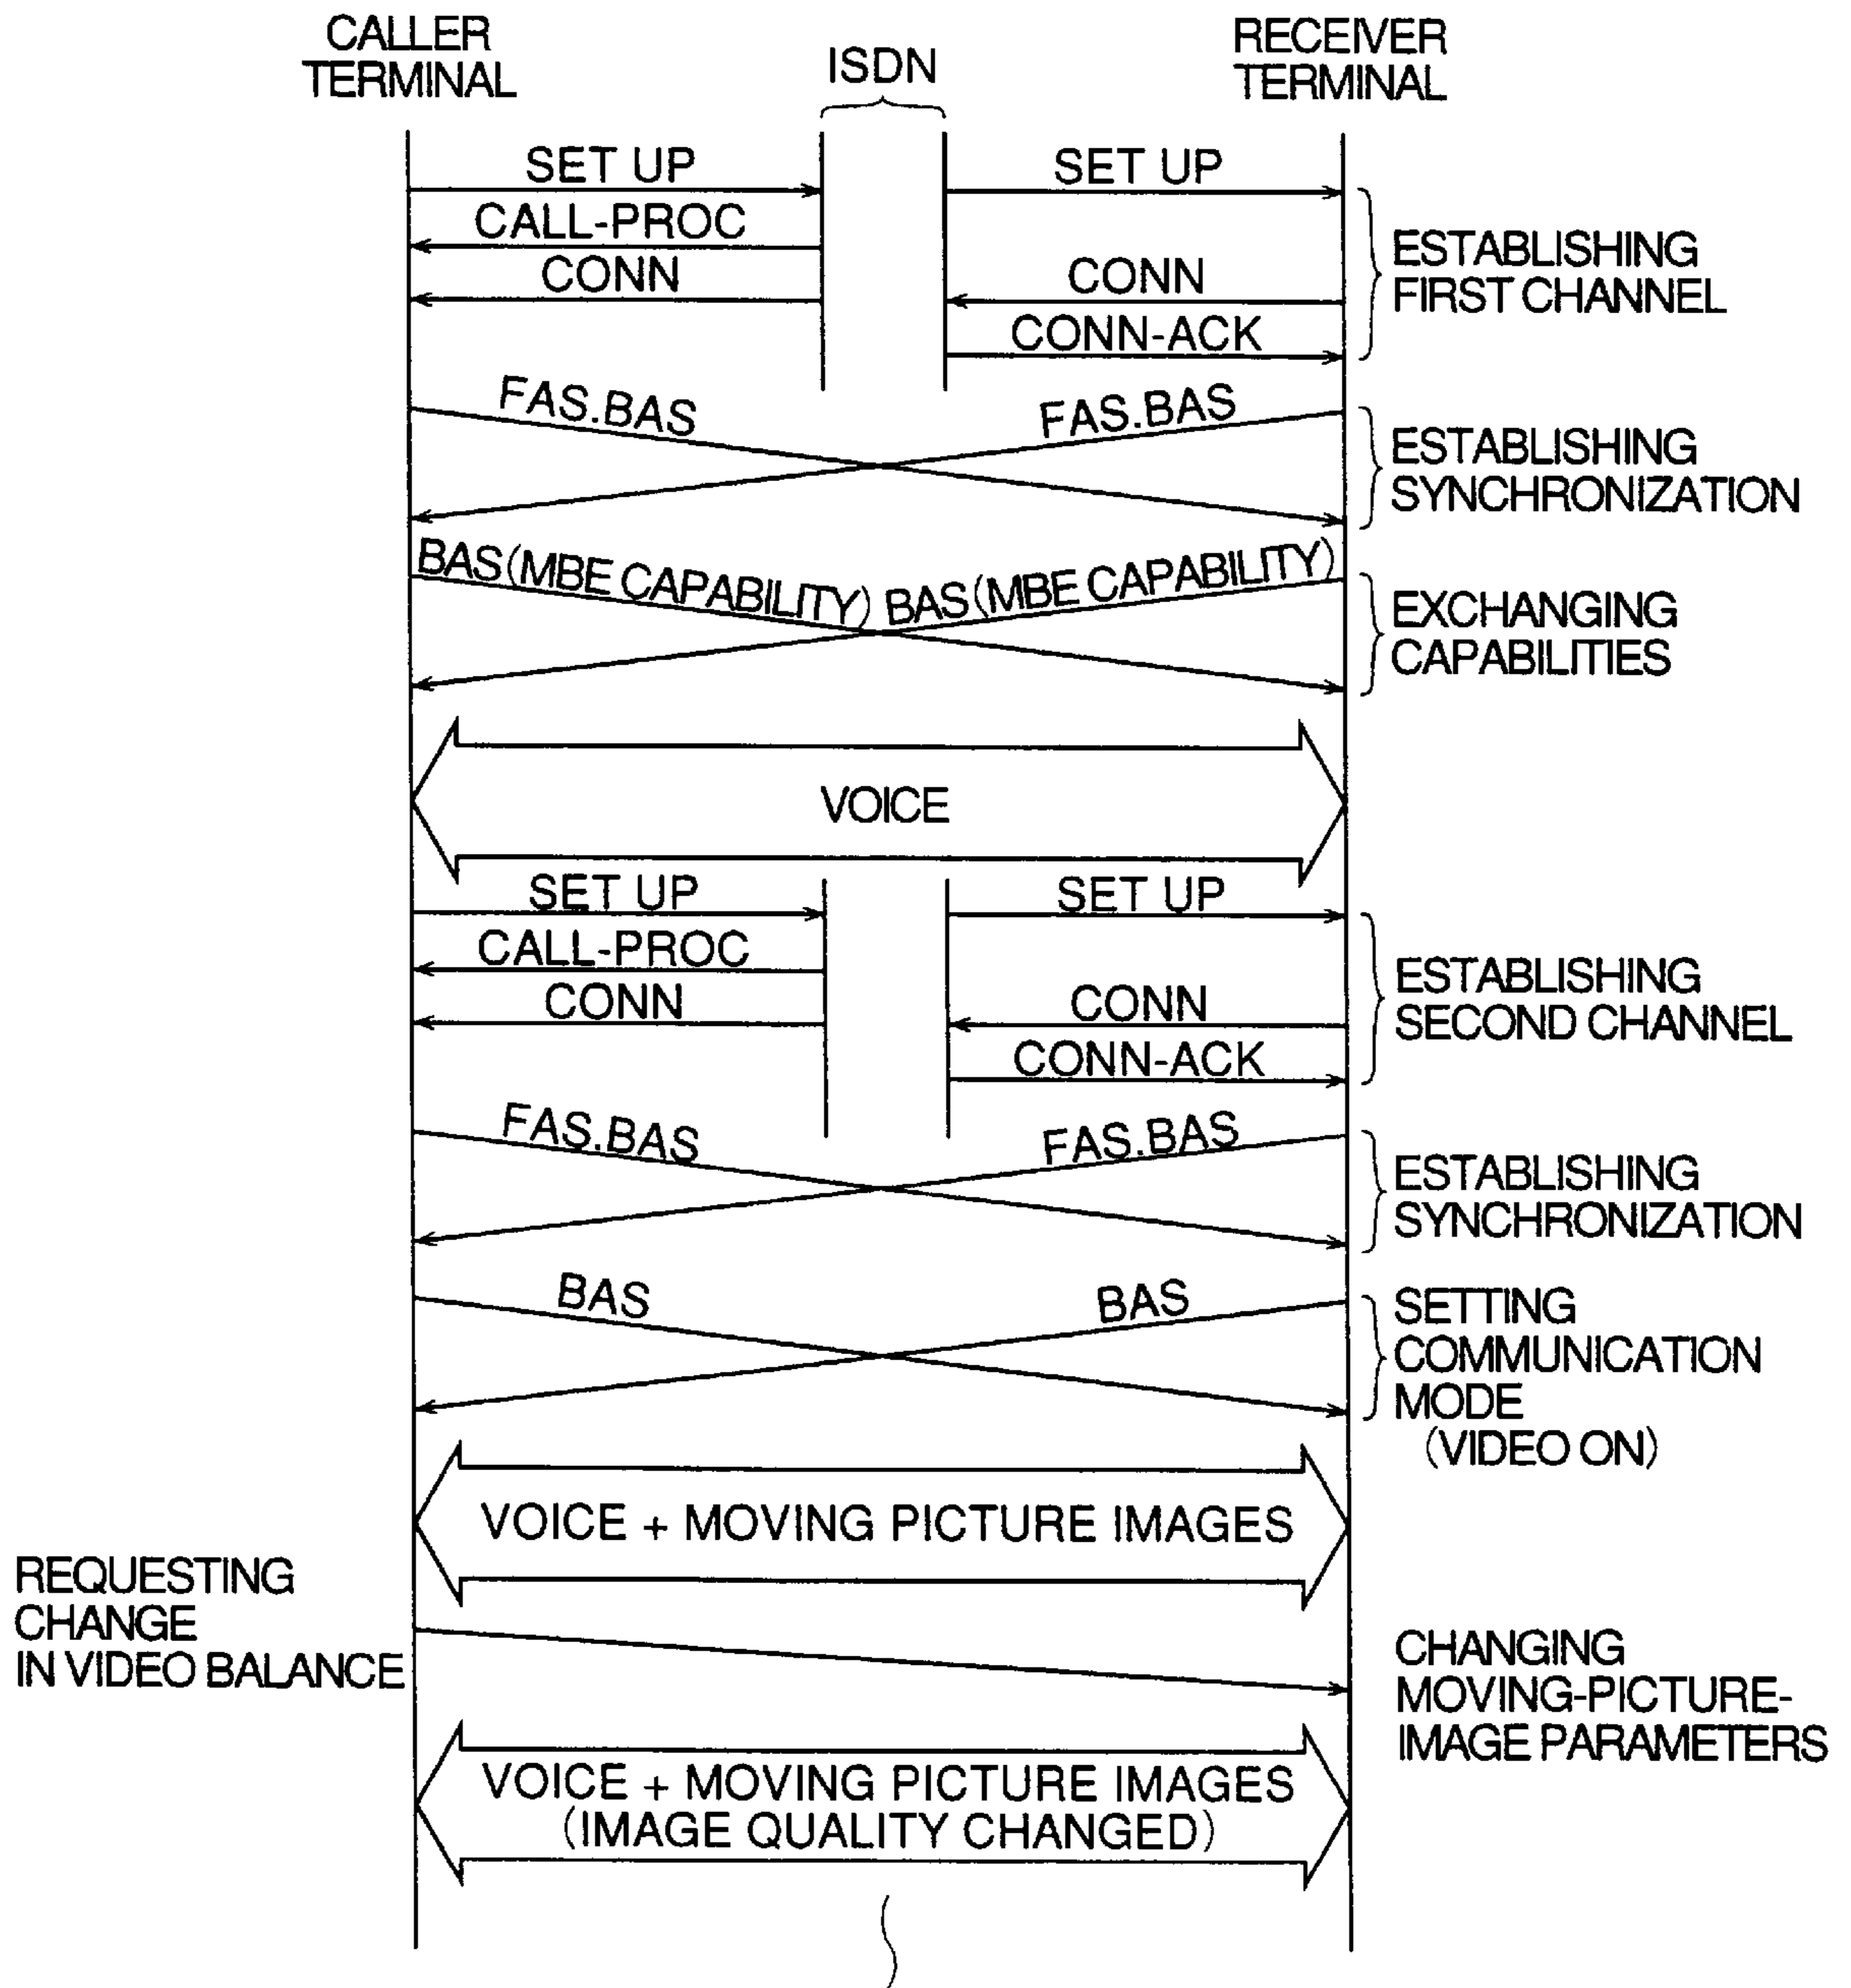 CALLER
TERMINAL
ISDN
RECEIVER
TERMINAL
SET UP
SET UP
CALL-PROC
CONN
CONN
CONN-ACK
ESTABLISHING
FIRST CHANNEL
FAS.BAS
FAS.BAS
ESTABLISHING
SYNCHRONIZATION
BAS(MBE CAPABILITY)
BAS(MBE CAPABILITY)
EXCHANGING
CAPABILITIES
VOICE
SET UP
SET UP
CALL-PROC
CONN
CONN
CONN-ACK
ESTABLISHING
SECOND CHANNEL
FAS.BAS
FAS.BAS
ESTABLISHING
SYNCHRONIZATION
BAS
BAS
SETTING
COMMUNICATION
MODE
(VIDEO ON)
VOICE + MOVING PICTURE IMAGES
REQUESTING
CHANGE
IN VIDEO BALANCE
CHANGING
MOVING-PICTURE-
IMAGE PARAMETERS
VOICE + MOVING PICTURE IMAGES
(IMAGE QUALITY CHANGED)